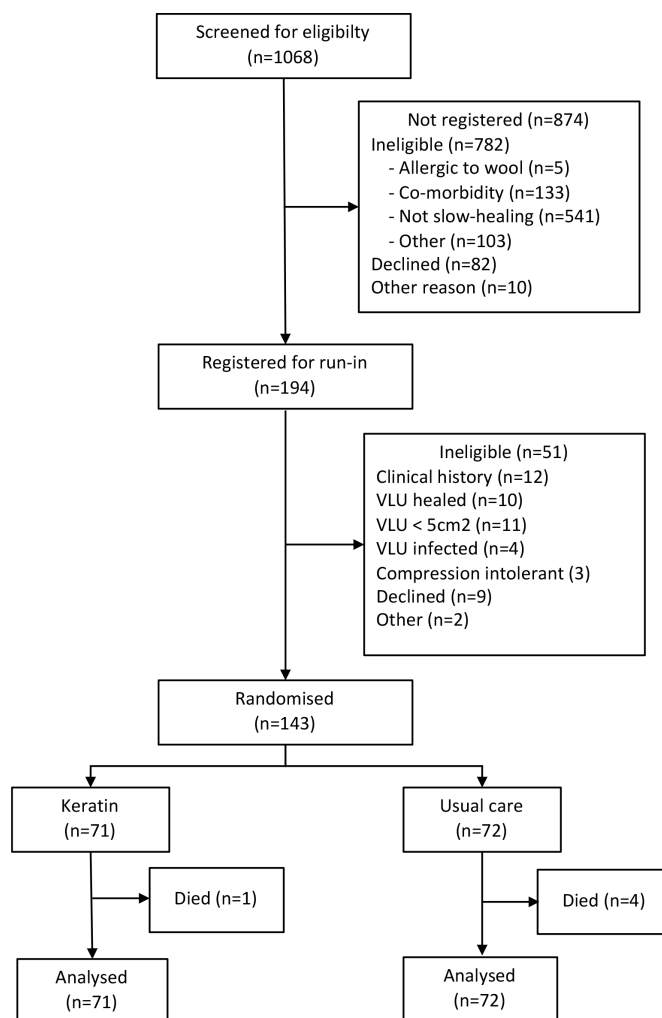 Screened for eligibilty
(n=1068)
Not registered (n=874)
Ineligible (n=782)
- Allergic to wool (n=5)
- Co-morbidity (n=133)
- Not slow-healing (n=541)
- Other (n=103)
Declined (n=82)
Other reason (n=10)
Registered for run-in
(n=194)
Ineligible (n=51)
Clinical history (n=12)
VLU healed (n=10)
VLU < 5cm2 (n=11)
VLU infected (n=4)
Compression intolerant (3)
Declined (n=9)
Other (n=2)
Randomised
(n=143)
Keratin
(n=71)
Usual care
(n=72)
Died (n=1)
Died (n=4)
Analysed
(n=71)
Analysed
(n=72)